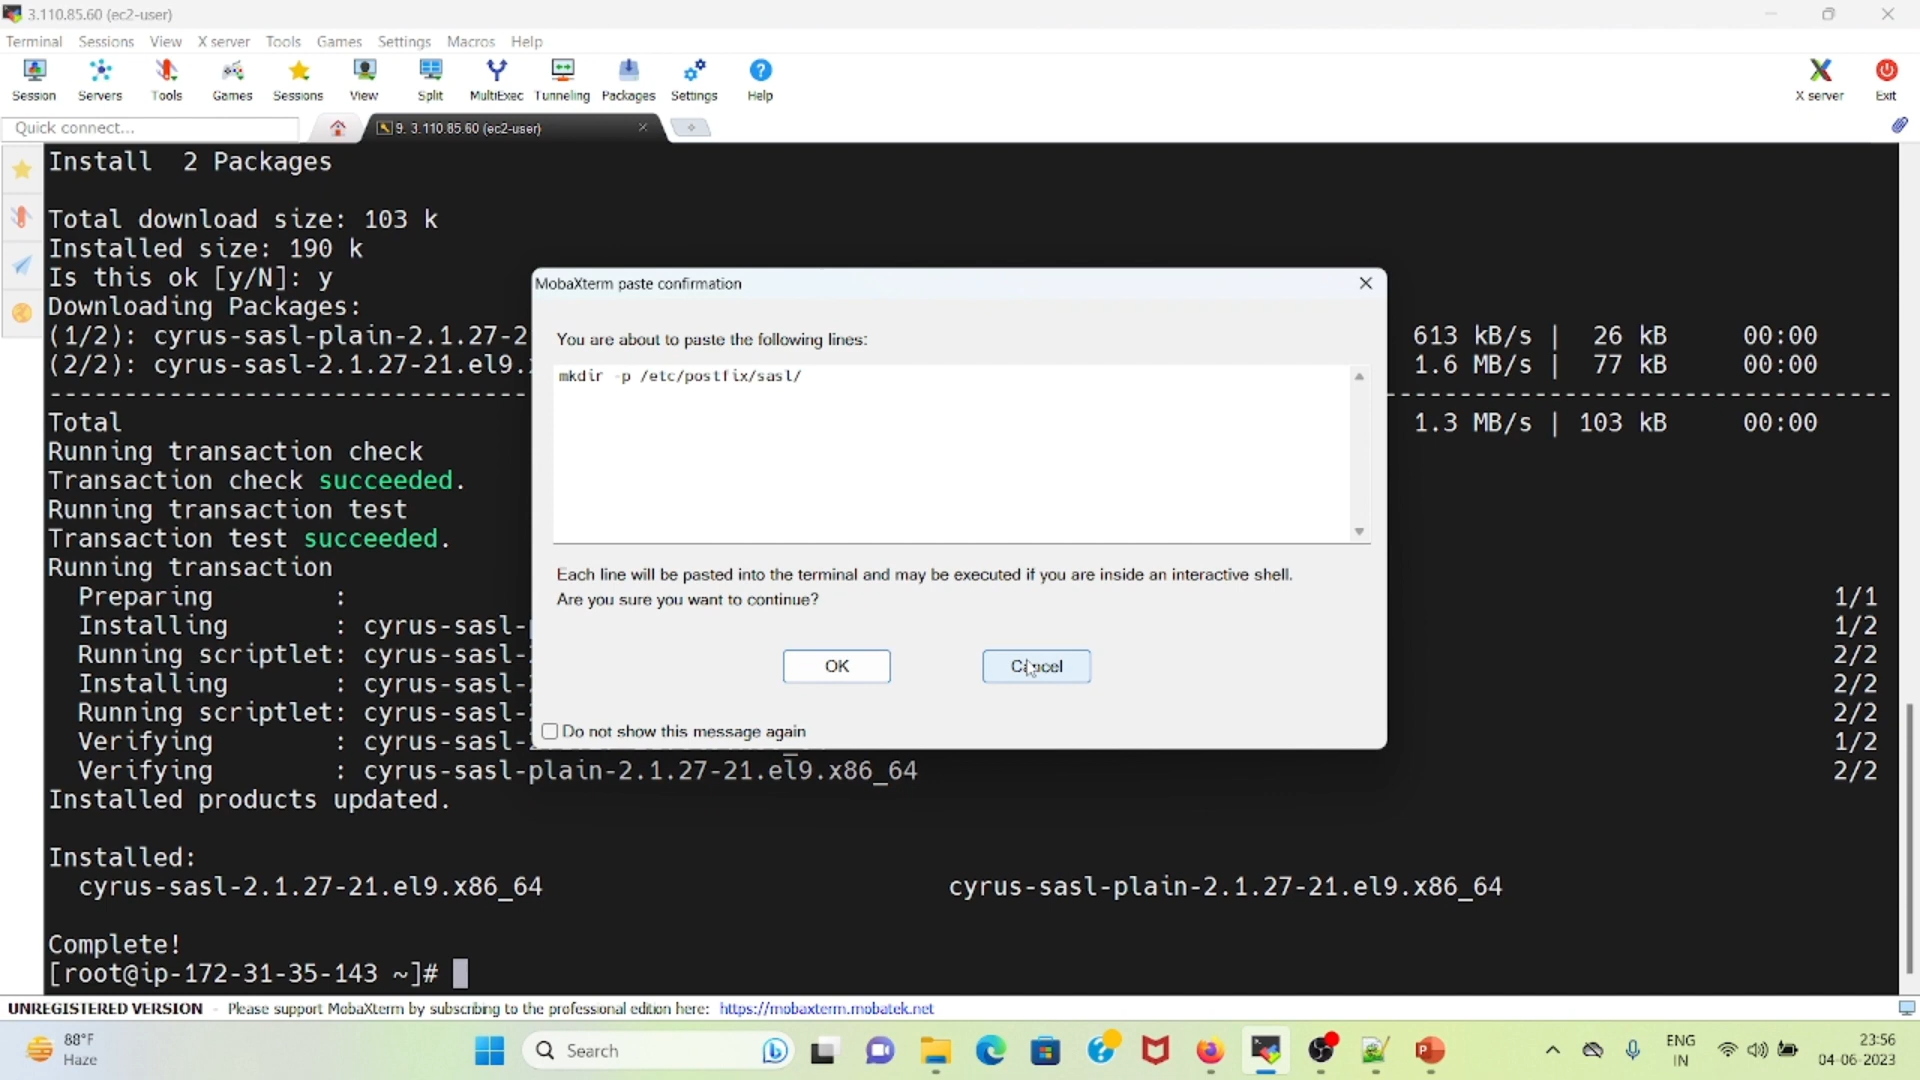 3.110.85.60 (ec2-user)
Terminal Sessions View X server Tools Games Settings Macros Help
Session Servers Tools Games Sessions View Split MultiExec Tunneling Packages Settings Help X server Exit
Quick connect...
9. 3.110.85.60 (ec2-user)
Install 2 Packages
Total download size: 103 k
Installed size: 190 k
Is this ok [y/N]: y
Downloading Packages:
(1/2): cyrus-sasl-plain-2.1.27-2 613 kB/s | 26 kB 00:00
(2/2): cyrus-sasl-2.1.27-21.el9. 1.6 MB/s | 77 kB 00:00
Total 1.3 MB/s | 103 kB 00:00
Running transaction check
Transaction check succeeded.
Running transaction test
Transaction test succeeded.
Running transaction
Preparing : 1/1
Installing : cyrus-sasl- 1/2
Running scriptlet: cyrus-sasl- 2/2
Installing : cyrus-sasl- 2/2
Running scriptlet: cyrus-sasl- 2/2
Verifying : cyrus-sasl- 1/2
Verifying : cyrus-sasl-plain-2.1.27-21.el9.x86_64 2/2
Installed products updated.
Installed:
cyrus-sasl-2.1.27-21.el9.x86_64 cyrus-sasl-plain-2.1.27-21.el9.x86_64
Complete!
[root@ip-172-31-35-143 ~]#
MobaXterm paste confirmation
You are about to paste the following lines:
mkdir -p /etc/postfix/sasl/
Each line will be pasted into the terminal and may be executed if you are inside an interactive shell.
Are you sure you want to continue?
OK Cancel
Do not show this message again
UNREGISTERED VERSION - Please support MobaXterm by subscribing to the professional edition here: https://mobaxterm.mobatek.net
88°F
Haze
Search
ENG
IN
23:56
04-06-2023